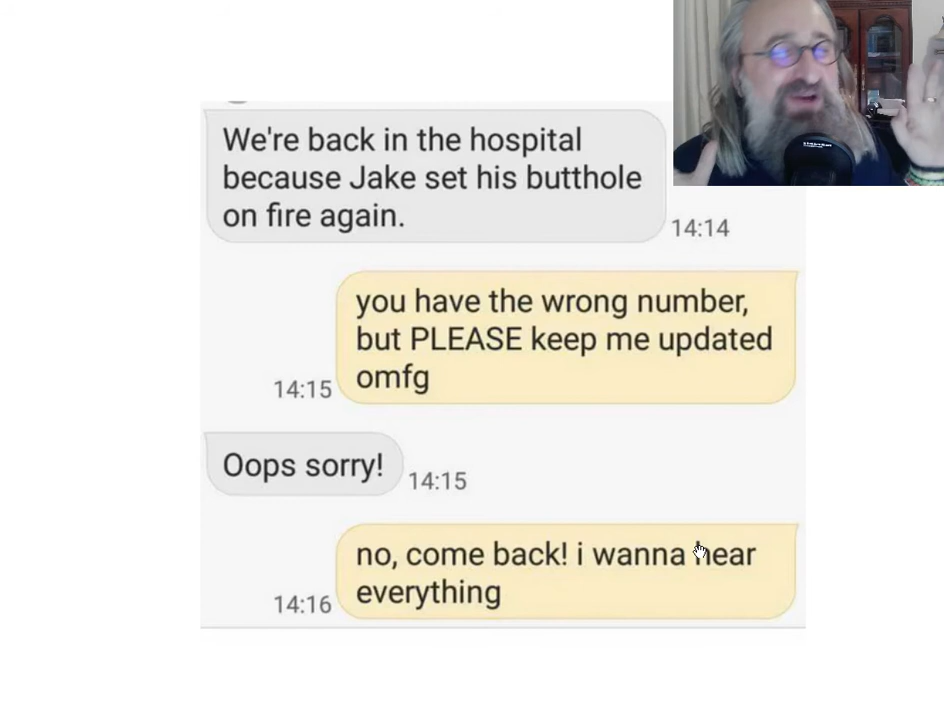 We're back in the hospital
because Jake set his butthole
on fire again.
14:14
you have the wrong number,
but PLEASE keep me updated
omfg
14:15
Oops sorry!
14:15
no, come back! i wanna hear
everything
14:16